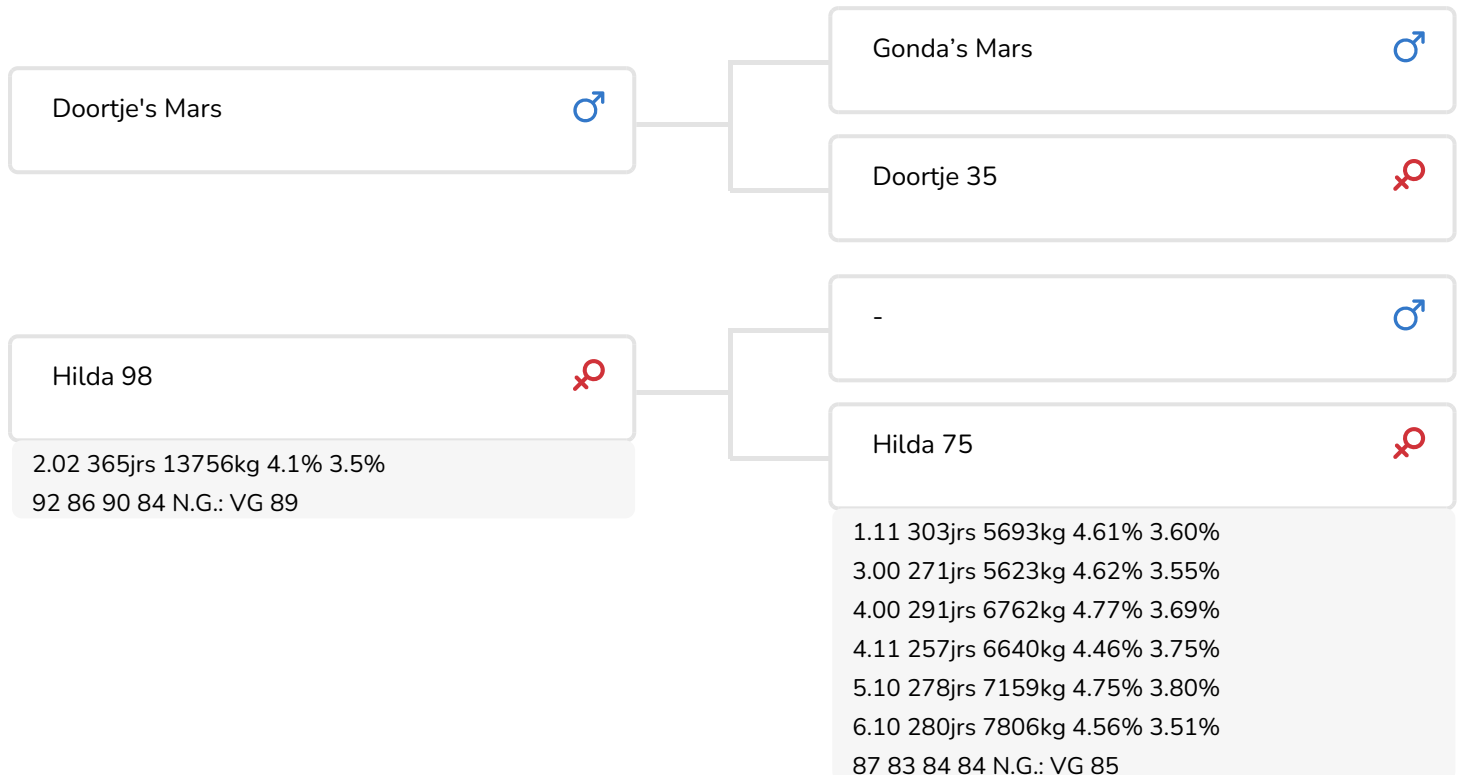 Doortje's Mars
Gonda’s Mars
Doortje 35
Hilda 98
2.02 365jrs 13756kg 4.1% 3.5%
92 86 90 84 N.G.: VG 89
-
Hilda 75
1.11 303jrs 5693kg 4.61% 3.60%
3.00 271jrs 5623kg 4.62% 3.55%
4.00 291jrs 6762kg 4.77% 3.69%
4.11 257jrs 6640kg 4.46% 3.75%
5.10 278jrs 7159kg 4.75% 3.80%
6.10 280jrs 7806kg 4.56% 3.51%
87 83 84 84 N.G.: VG 85